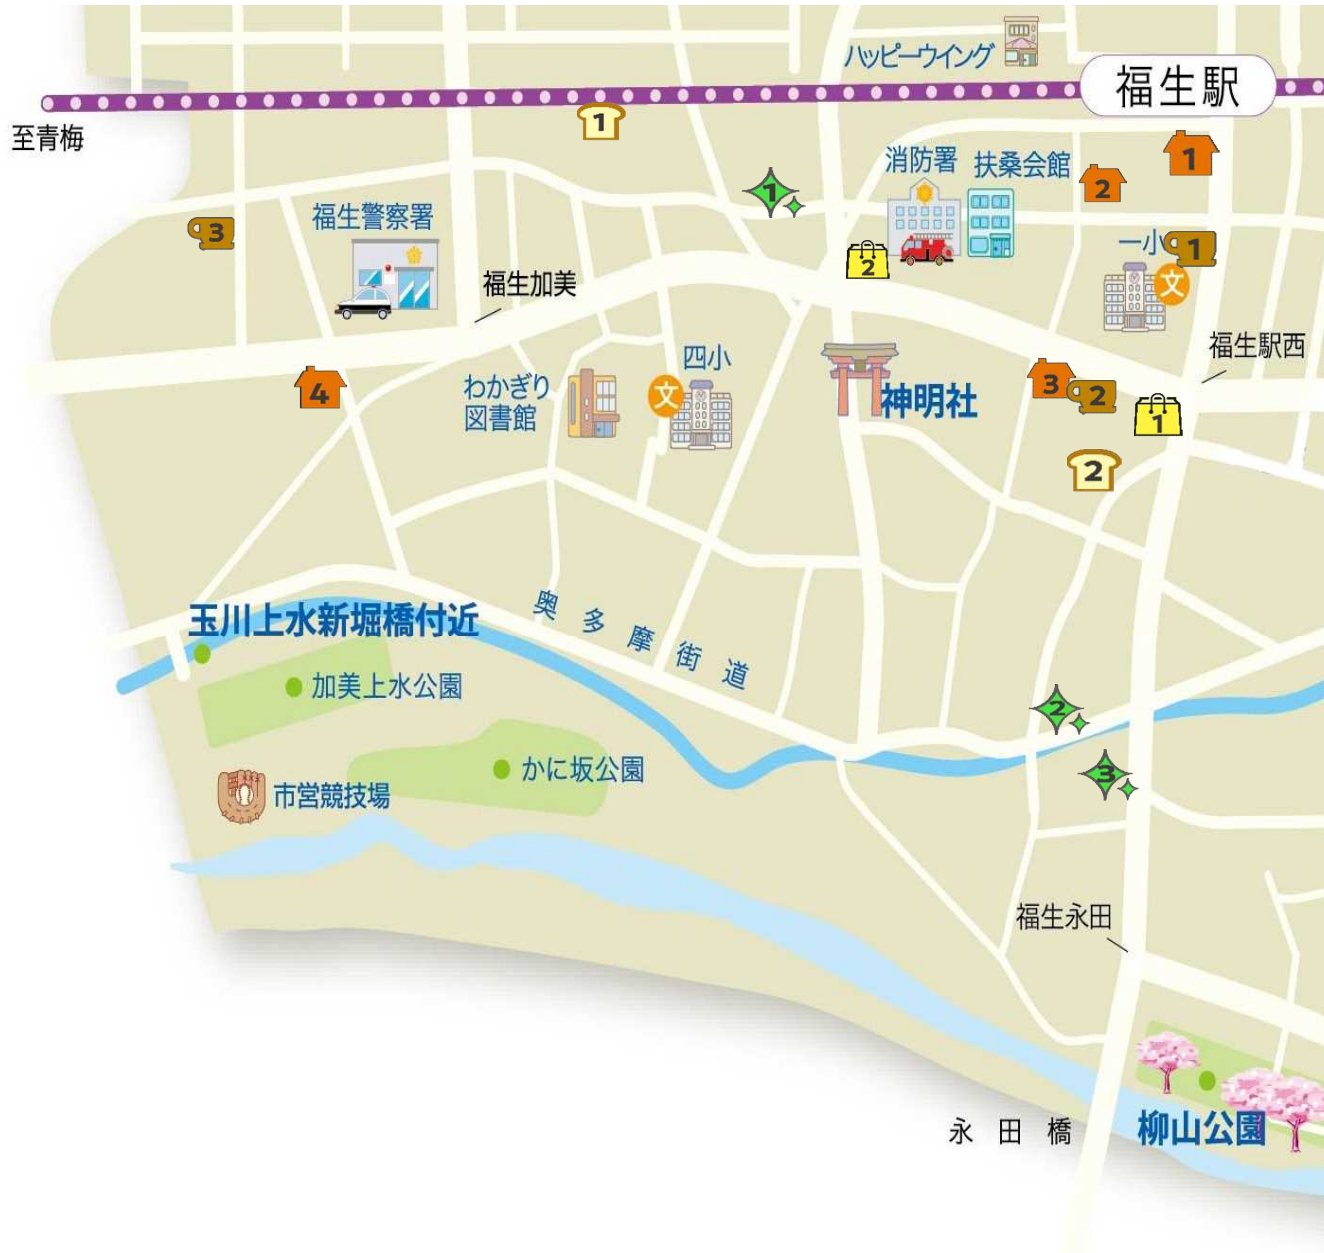 ハッピーウイング
福生駅
至青梅
1
1
消防署
扶桑会館
1
2
福生警察署
3
一小
1
2
文
福生加美
福生駅西
四小
わかぎり
図書館
文
4
神明社
3
2
1
2
玉川上水新堀橋付近
奥多摩街道
加美上水公園
2
かに坂公園
3
市営競技場
福生永田
永田橋
柳山公園